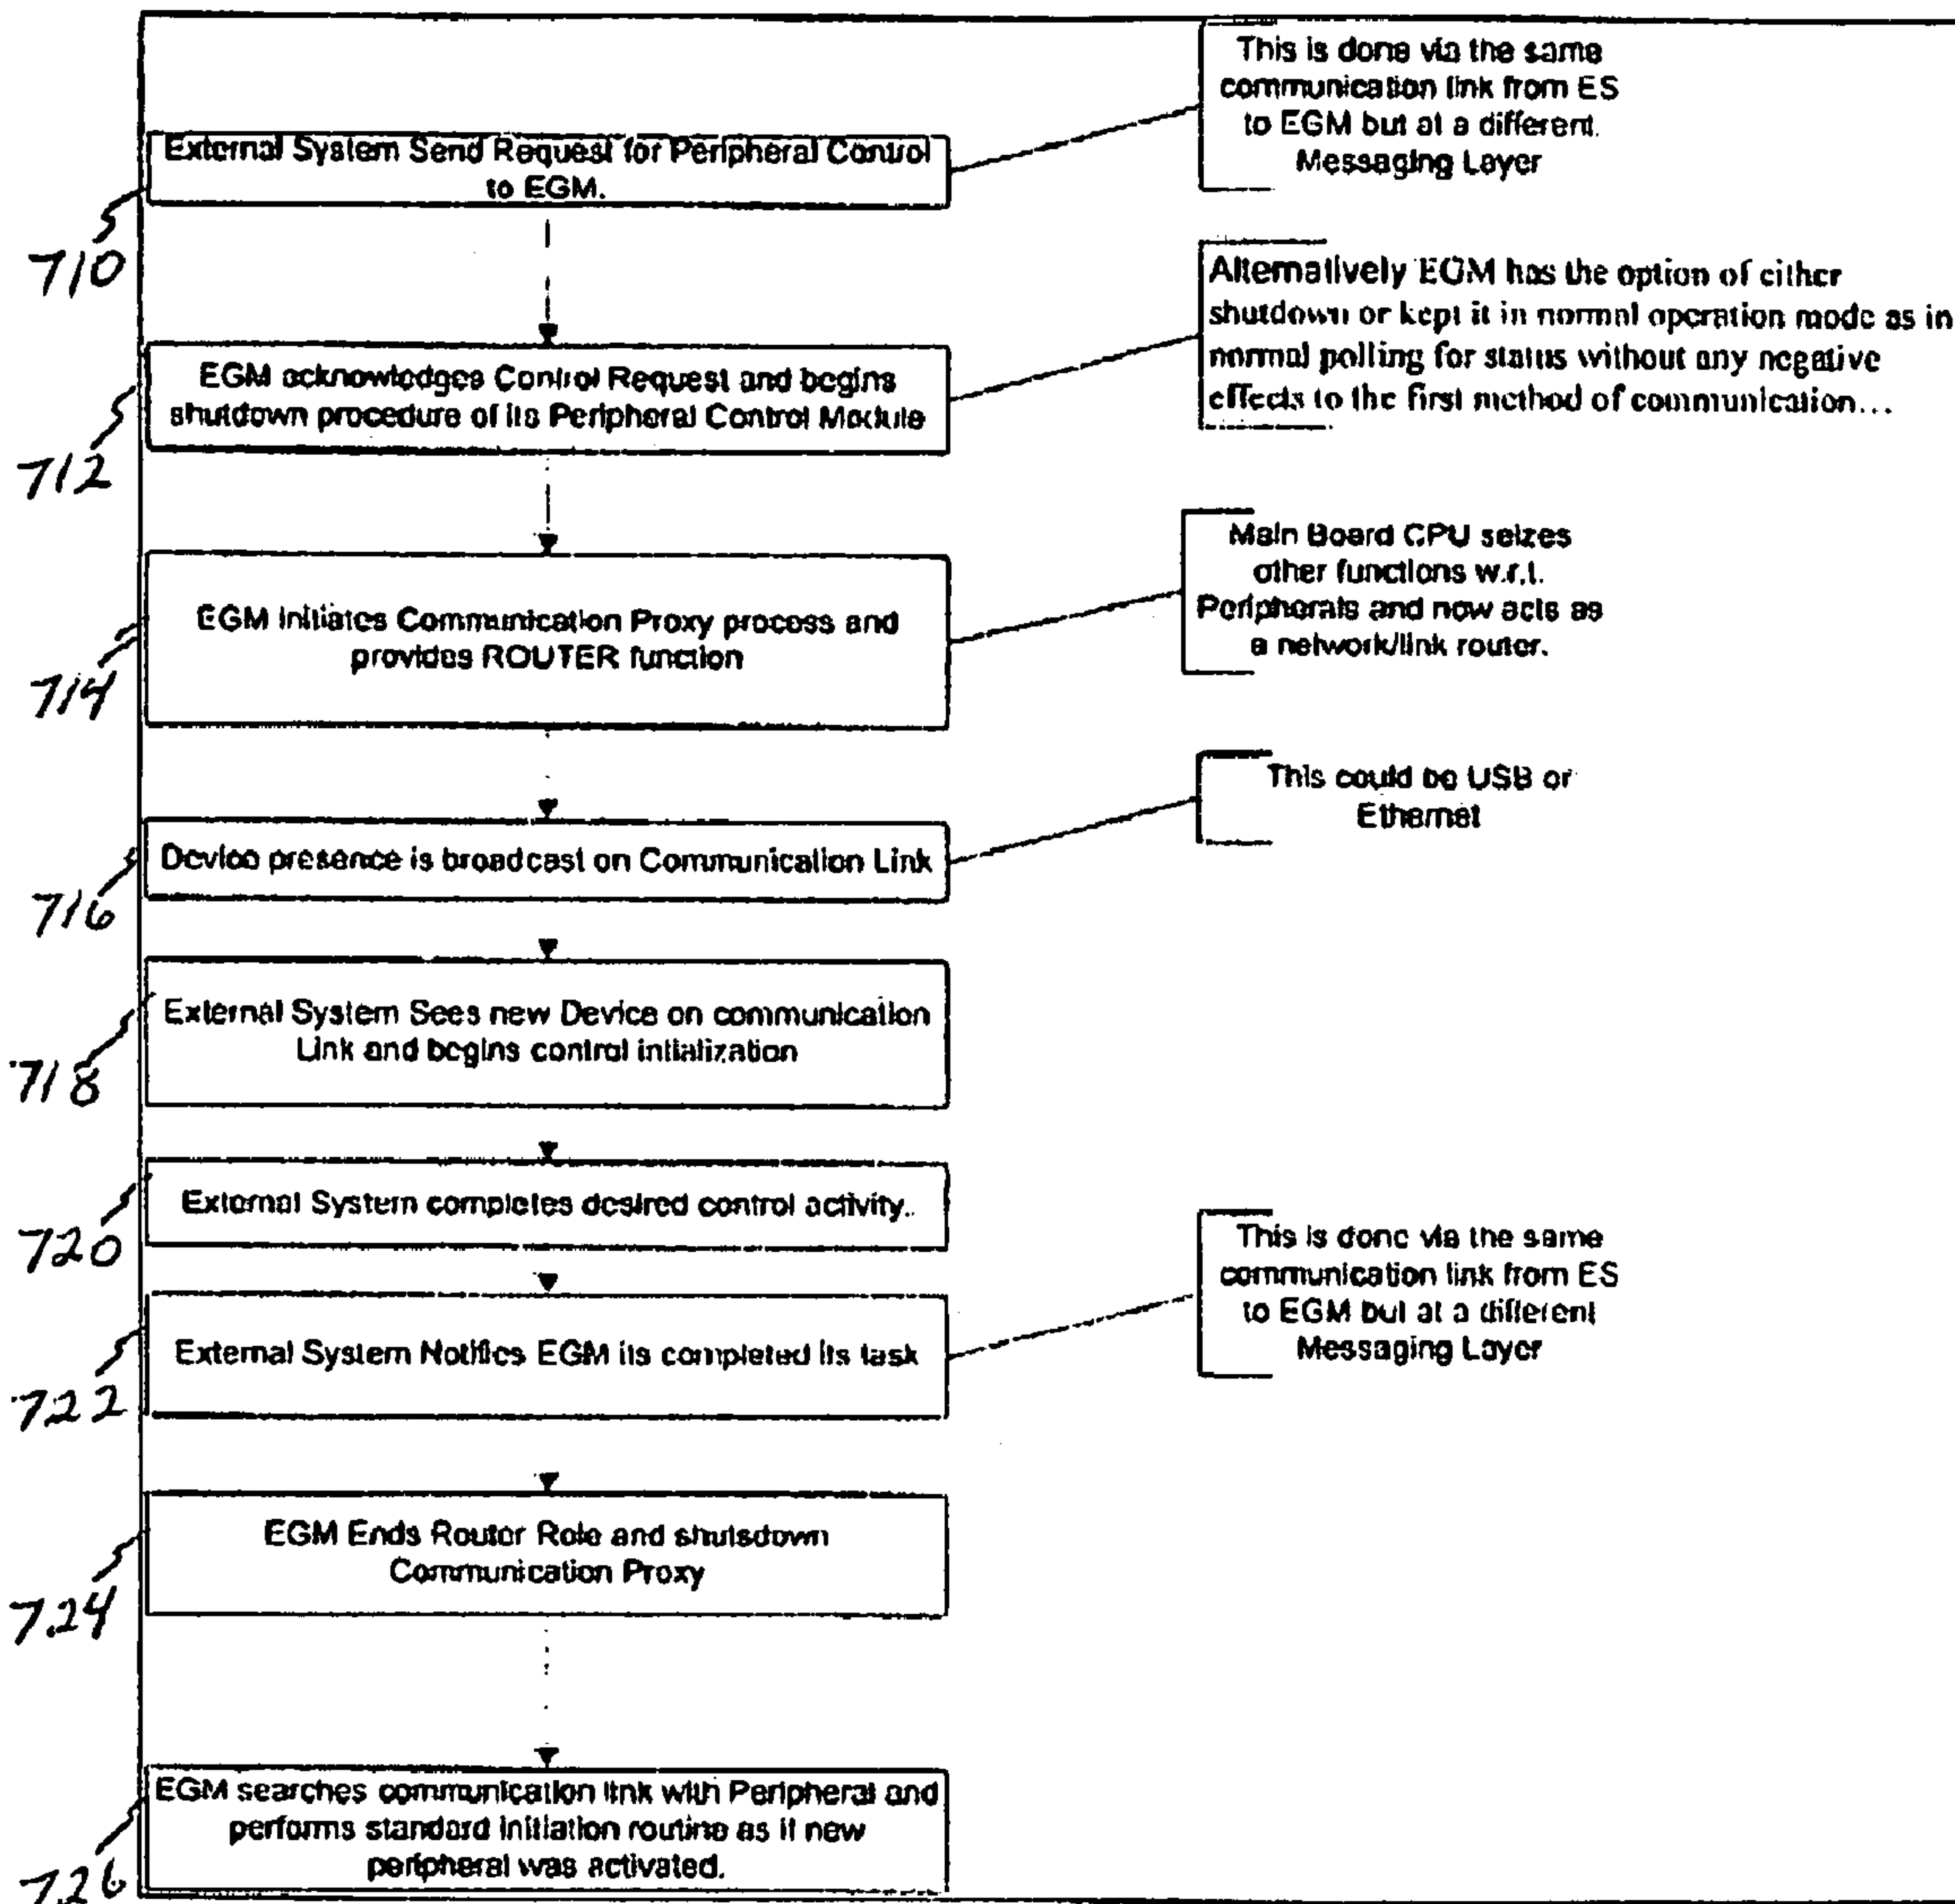 This is done via the same
communication link from ES
to EGM but at a different.
Messaging Layer
External System Send Request for Peripheral Control
to EGM.
710
Alternatively EGM has the option of either
shutdown or kept it in normal operation mode as in
normal polling for status without any negative
effects to the first method of communication...
EGM acknowledges Control Request and begins
shutdown procedure of its Peripheral Control Module
712
Main Board CPU seizes
other functions w.r.t.
Peripherals and now acts as
a network/link router.
EGM Initiates Communication Proxy process and
provides ROUTER function
714
This could be USB or
Ethernet
Device presence is broadcast on Communication Link
716
External System Sees new Device on communication
Link and begins control initialization
718
External System completes desired control activity.
720
This is done via the same
communication link from ES
to EGM but at a different
Messaging Layer
External System Notifies EGM its completed its task
722
EGM Ends Router Role and shutsdown
Communication Proxy
724
EGM searches communication link with Peripheral and
performs standard initiation routine as if new
peripheral was activated.
726